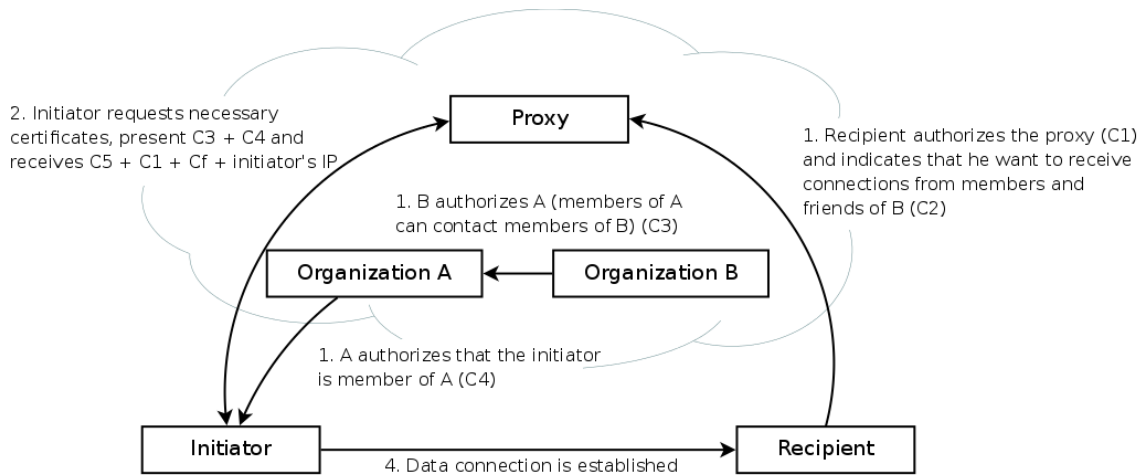 Proxy
2. Initiator requests necessary
certificates, present C3 + C4 and
receives C5 + C1 + Cf + initiator's IP
1. Recipient authorizes the proxy (C1)
and indicates that he want to receive
connections from members and
friends of B (C2)
1. B authorizes A (members of A
can contact members of B) (C3)
Organization A
Organization B
1. A authorizes that the initiator
is member of A (C4)
Initiator
Recipient
4. Data connection is established